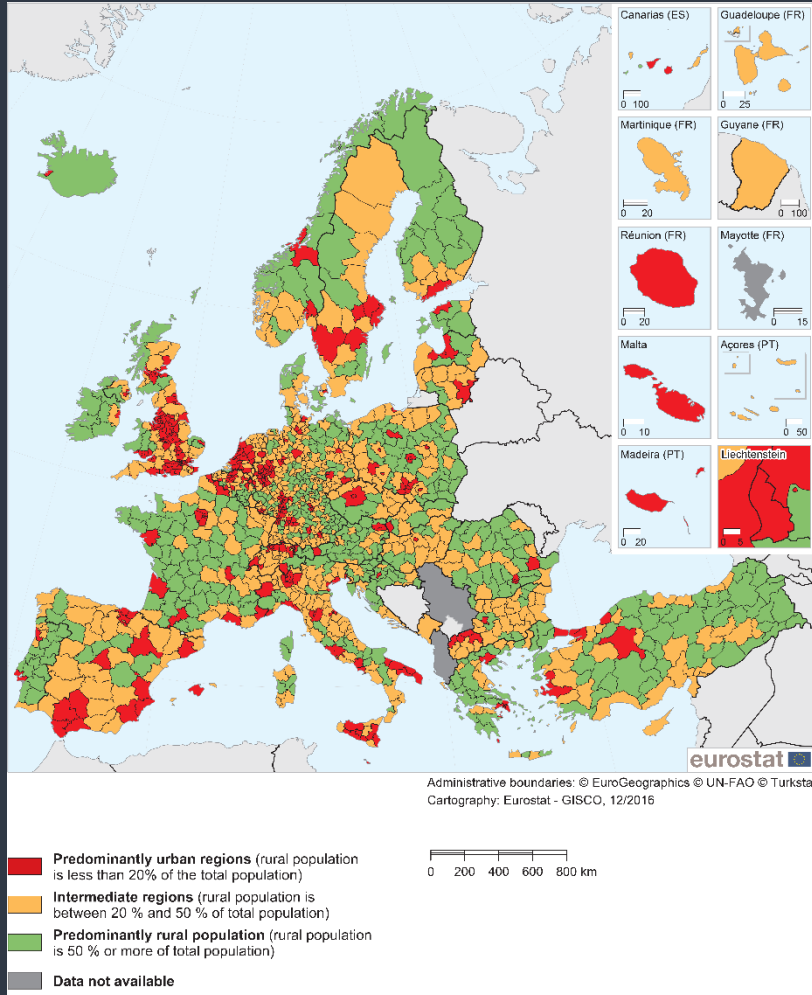 Canarias (ES)
0 100
Guadeloupe (FR)
0 25
Martinique (FR)
0 20
Guyane (FR)
0 100
Réunion (FR)
0 20
Mayotte (FR)
0 15
Malta
0 10
Açores (PT)
0 50
Madeira (PT)
0 20
Liechtenstein
0 5
eurostat
Administrative boundaries: © EuroGeographics © UN-FAO © Turksta
Cartography: Eurostat - GISCO, 12/2016
Predominantly urban regions (rural population
is less than 20% of the total population)
0 200 400 600 800 km
Intermediate regions (rural population is
between 20 % and 50 % of total population)
Predominantly rural population (rural population
is 50 % or more of total population)
Data not available